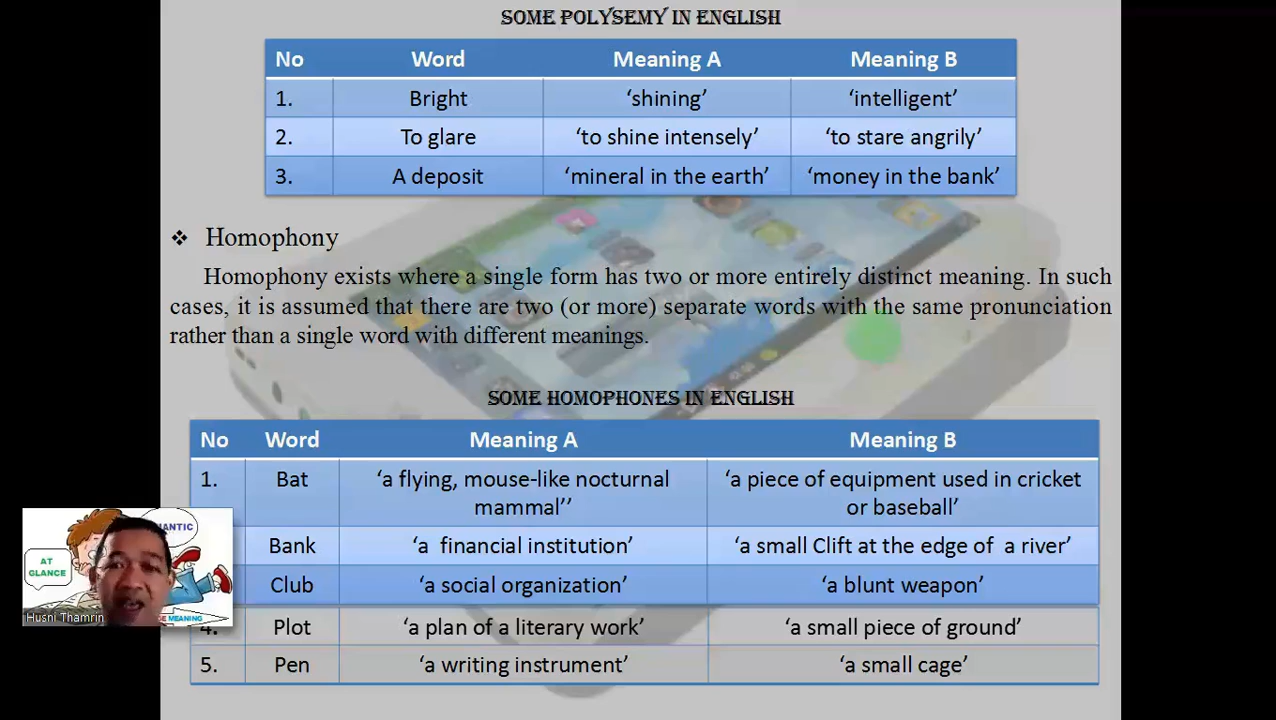 SOME POLYSEMY IN ENGLISH
No Word Meaning A Meaning B
1. Bright ‘shining’ ‘intelligent’
2. To glare ‘to shine intensely’ ‘to stare angrily’
3. A deposit ‘mineral in the earth’ ‘money in the bank’
❖ Homophony
Homophony exists where a single form has two or more entirely distinct meaning. In such
cases, it is assumed that there are two (or more) separate words with the same pronunciation
rather than a single word with different meanings.
SOME HOMOPHONES IN ENGLISH
No Word Meaning A Meaning B
1. Bat ‘a flying, mouse-like nocturnal ‘a piece of equipment used in cricket
mammal’’ or baseball’
Bank ‘a financial institution’ ‘a small Clift at the edge of a river’
Club ‘a social organization’ ‘a blunt weapon’
4. Plot ‘a plan of a literary work’ ‘a small piece of ground’
5. Pen ‘a writing instrument’ ‘a small cage’
AT
GLANCE
Husni Thamrin
MEANING